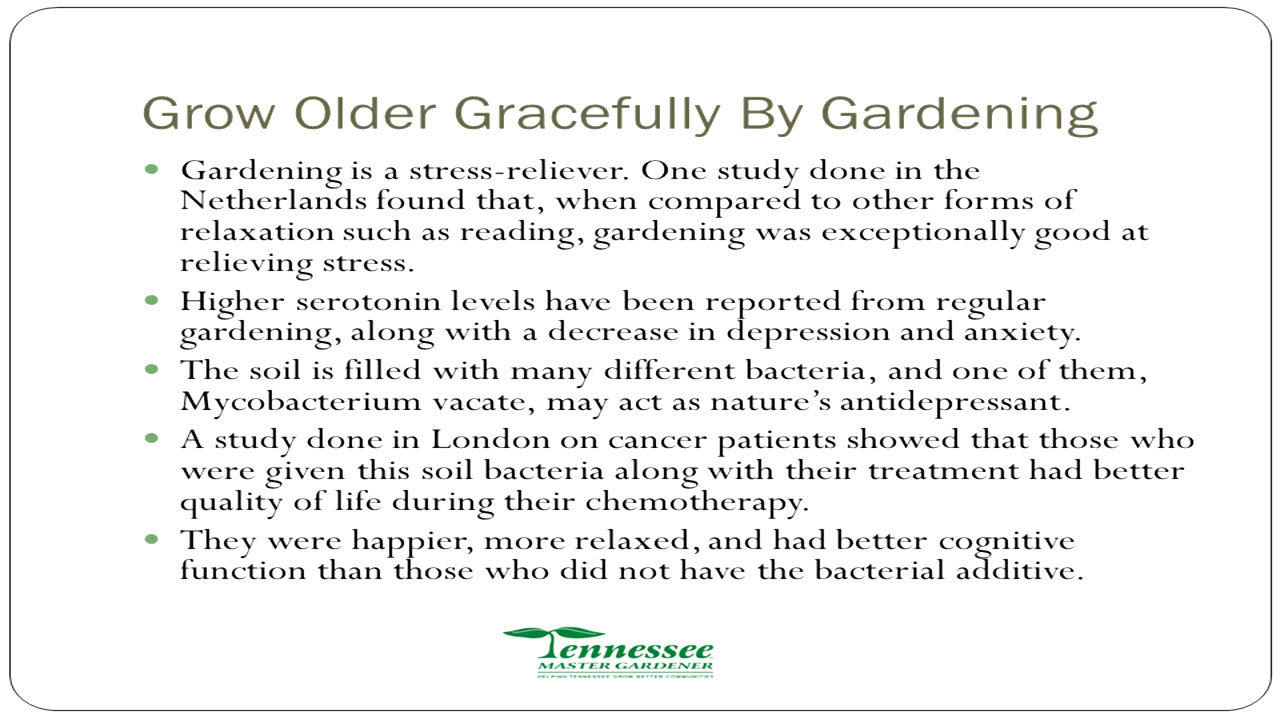 Grow Older Gracefully By Gardening
• Gardening is a stress-reliever. One study done in the
Netherlands found that, when compared to other forms of
relaxation such as reading, gardening was exceptionally good at
relieving stress.
• Higher serotonin levels have been reported from regular
gardening, along with a decrease in depression and anxiety.
• The soil is filled with many different bacteria, and one of them,
Mycobacterium vacate, may act as nature’s antidepressant.
• A study done in London on cancer patients showed that those who
were given this soil bacteria along with their treatment had better
quality of life during their chemotherapy.
• They were happier, more relaxed, and had better cognitive
function than those who did not have the bacterial additive.
Tennessee
MASTER GARDENER
HELPING TENNESSEE GROW BETTER COMMUNITIES